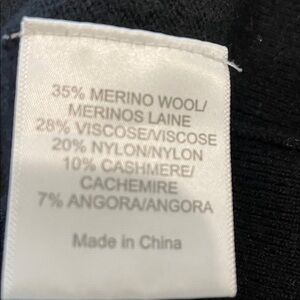 35% MERINO WOOL/
MERINOS LAINE
28% VISCOSE/VISCOSE
20% NYLON/NYLON
10% CASHMERE/
CACHEMIRE
7% ANGORA/ANGORA
Made in China